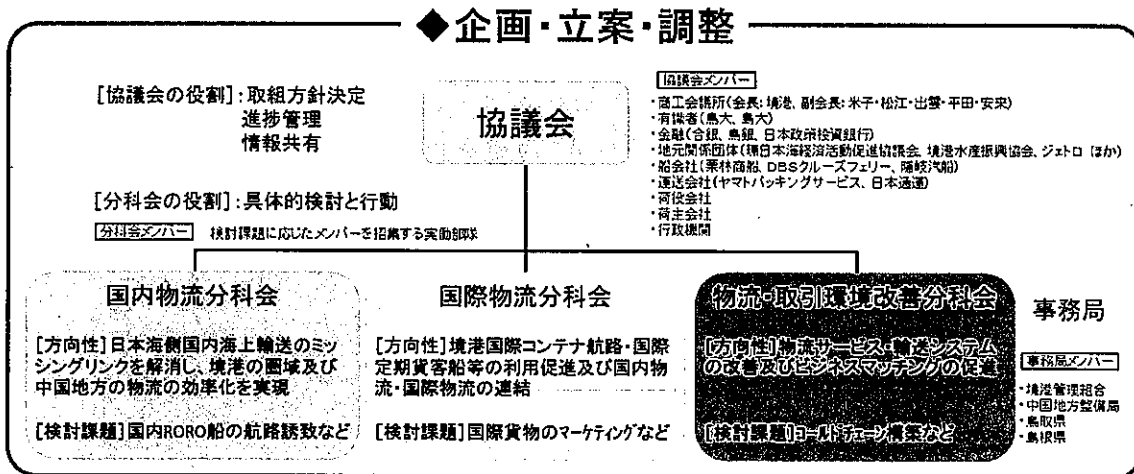 ◆企画・立案・調整
[協議会の役割]:取組方針決定
進捗管理
情報共有
協議会
協議会メンバー
・商工会議所(会長:境港、副会長:米子・松江・出雲・平田・安来)
・有識者(鳥大、島大)
・金融(合銀、鳥銀、日本政策投資銀行)
・地元関係団体(環日本海経済活動促進協議会、境港水産振興協会、ジェトロ ほか)
・船会社(栗林商船、DBSクルーズフェリー、隠岐汽船)
・運送会社(ヤマトパッキングサービス、日本通運)
・荷役会社
・荷主会社
・行政機関
[分科会の役割]:具体的検討と行動
分科会メンバー 検討課題に応じたメンバーを招集する実動部隊
国内物流分科会
[方向性]日本海側国内海上輸送のミッ
シングリンクを解消し、境港の圏域及び
中国地方の物流の効率化を実現
[検討課題]国内RORO船の航路誘致など
国際物流分科会
[方向性]境港国際コンテナ航路・国際
定期貨客船等の利用促進及び国内物
流・国際物流の連結
[検討課題]国際貨物のマーケティングなど
物流・取引環境改善分科会
[方向性]物流サービス・輸送システム
の改善及びビジネスマッチングの促進
[検討課題]コールドチェーン構築など
事務局
事務局メンバー
・境港管理組合
・中国地方整備局
・鳥取県
・島根県